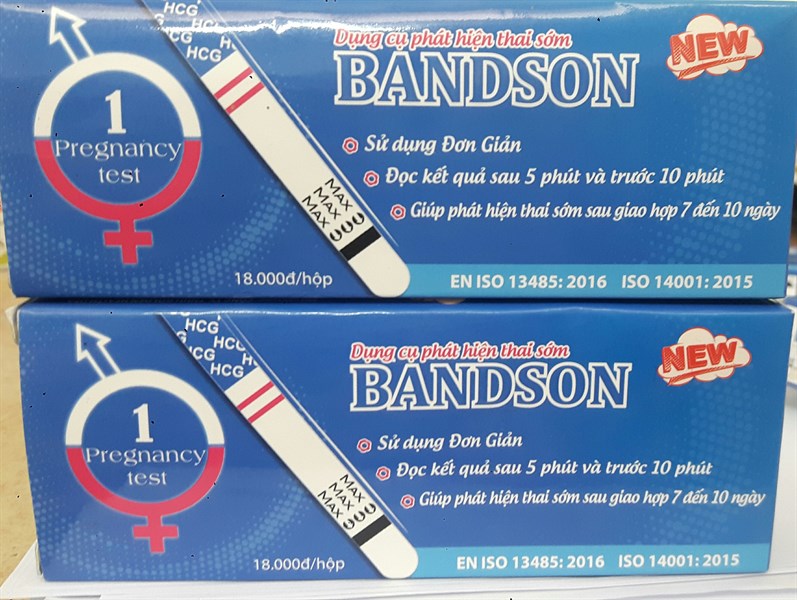 HCG
HCG
HCG
HCG
Dụng cụ phát hiện thai sớm
NEW
BANDSON
1
Pregnancy
test
Sử dụng Đơn Giản
Đọc kết quả sau 5 phút và trước 10 phút
Giúp phát hiện thai sớm sau giao hợp 7 đến 10 ngày
MAX
MAX
MAX
18.000đ/hộp
EN ISO 13485: 2016 ISO 14001: 2015
HCG
HCG
HCG
HCG
Dụng cụ phát hiện thai sớm
NEW
BANDSON
1
Pregnancy
test
Sử dụng Đơn Giản
Đọc kết quả sau 5 phút và trước 10 phút
Giúp phát hiện thai sớm sau giao hợp 7 đến 10 ngày
MAX
MAX
MAX
18.000đ/hộp
EN ISO 13485: 2016 ISO 14001: 2015